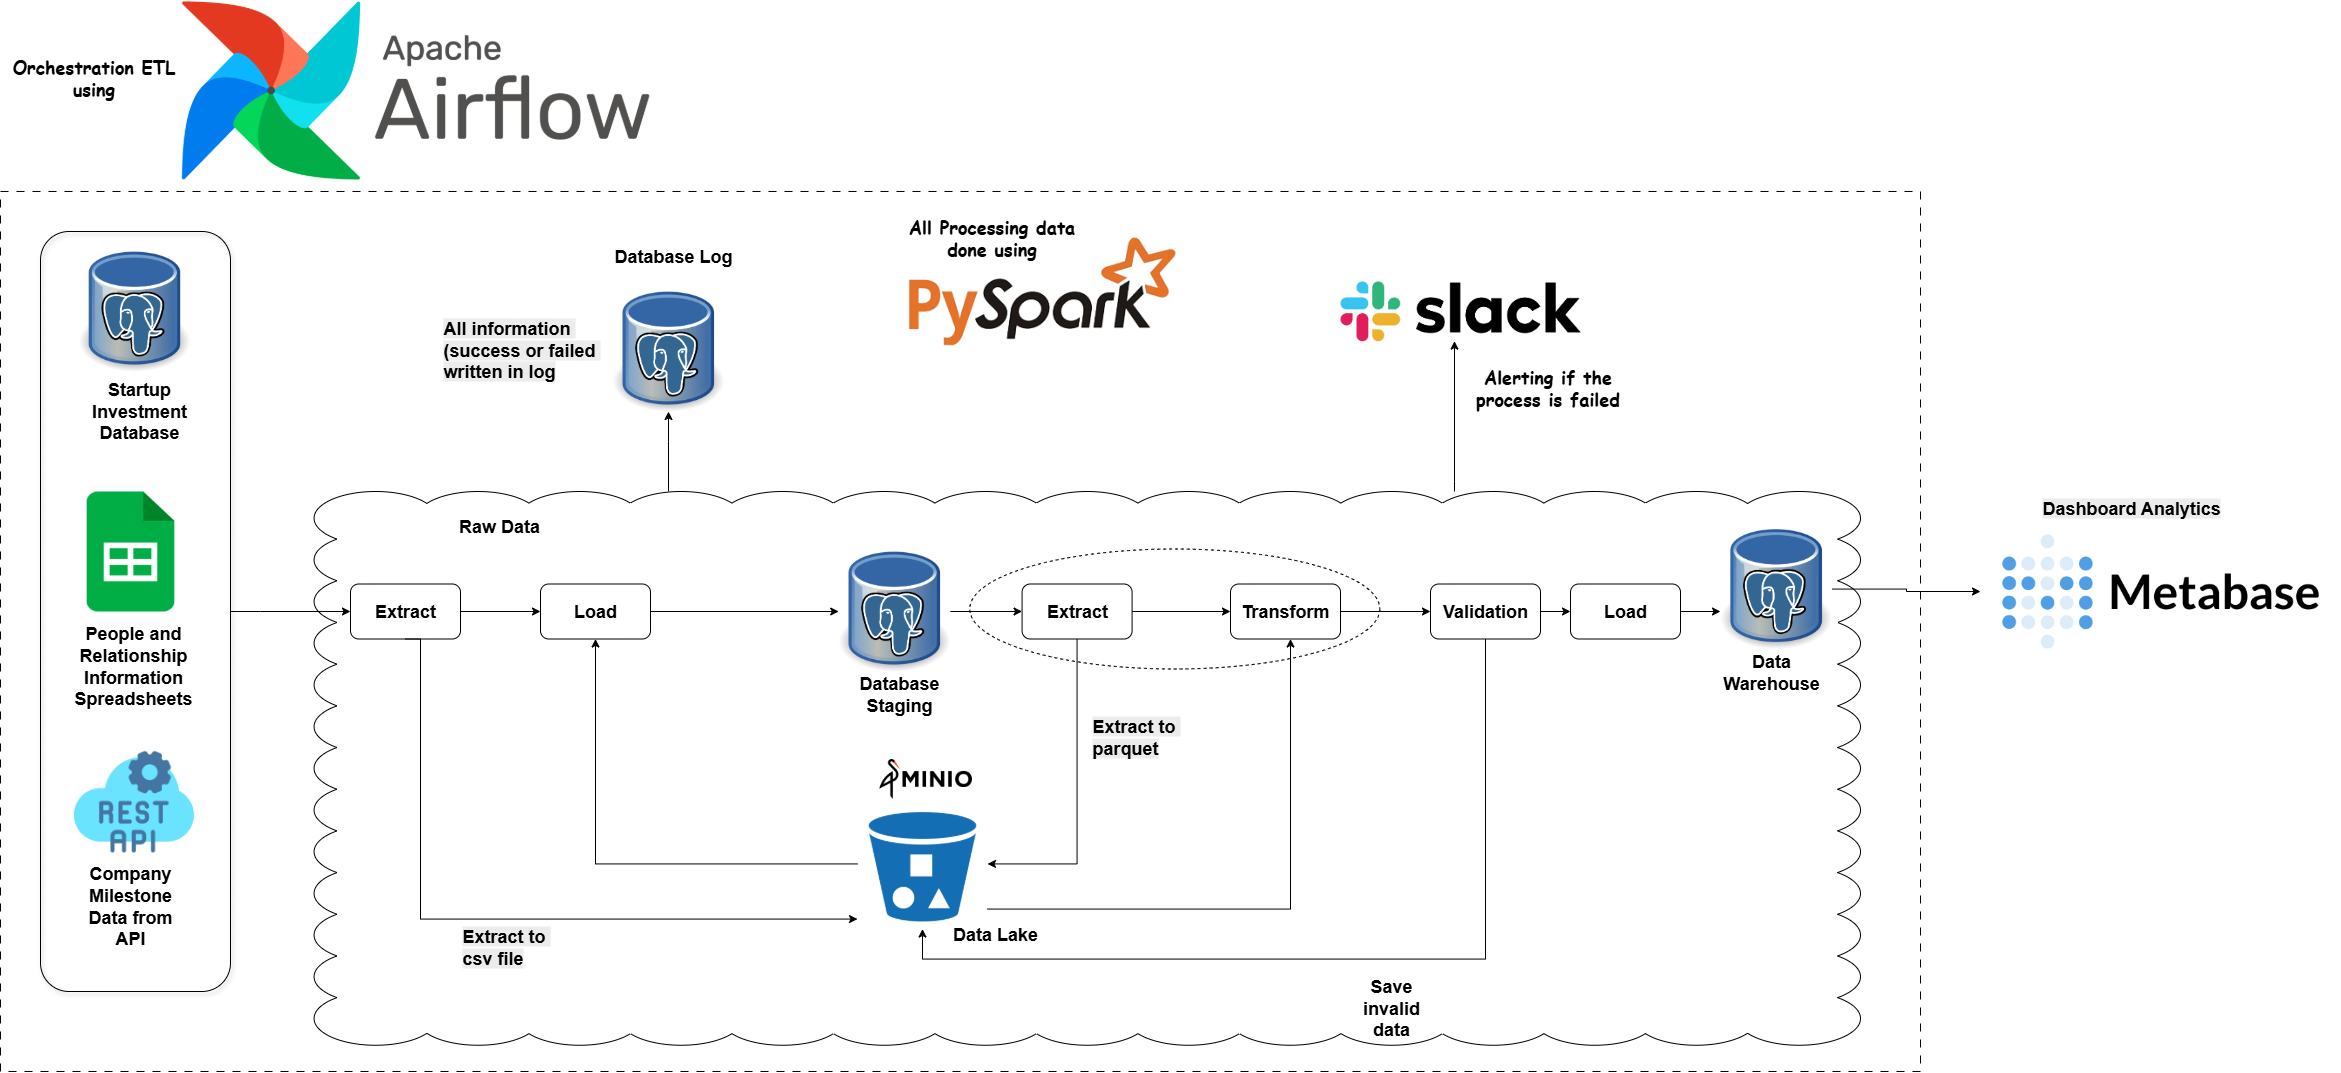 Orchestration ETL
using
Apache
Airflow
Startup
Investment
Database
People and
Relationship
Information
Spreadsheets
REST
API
Company
Milestone
Data from
API
Database Log
All information
(success or failed
written in log
All Processing data
done using
PySpark
slack
Alerting if the
process is failed
Raw Data
Extract
Load
Database
Staging
Extract
Transform
Validation
Load
Data
Warehouse
Extract to
parquet
MINIO
Data Lake
Extract to
csv file
Save
invalid
data
Dashboard Analytics
Metabase